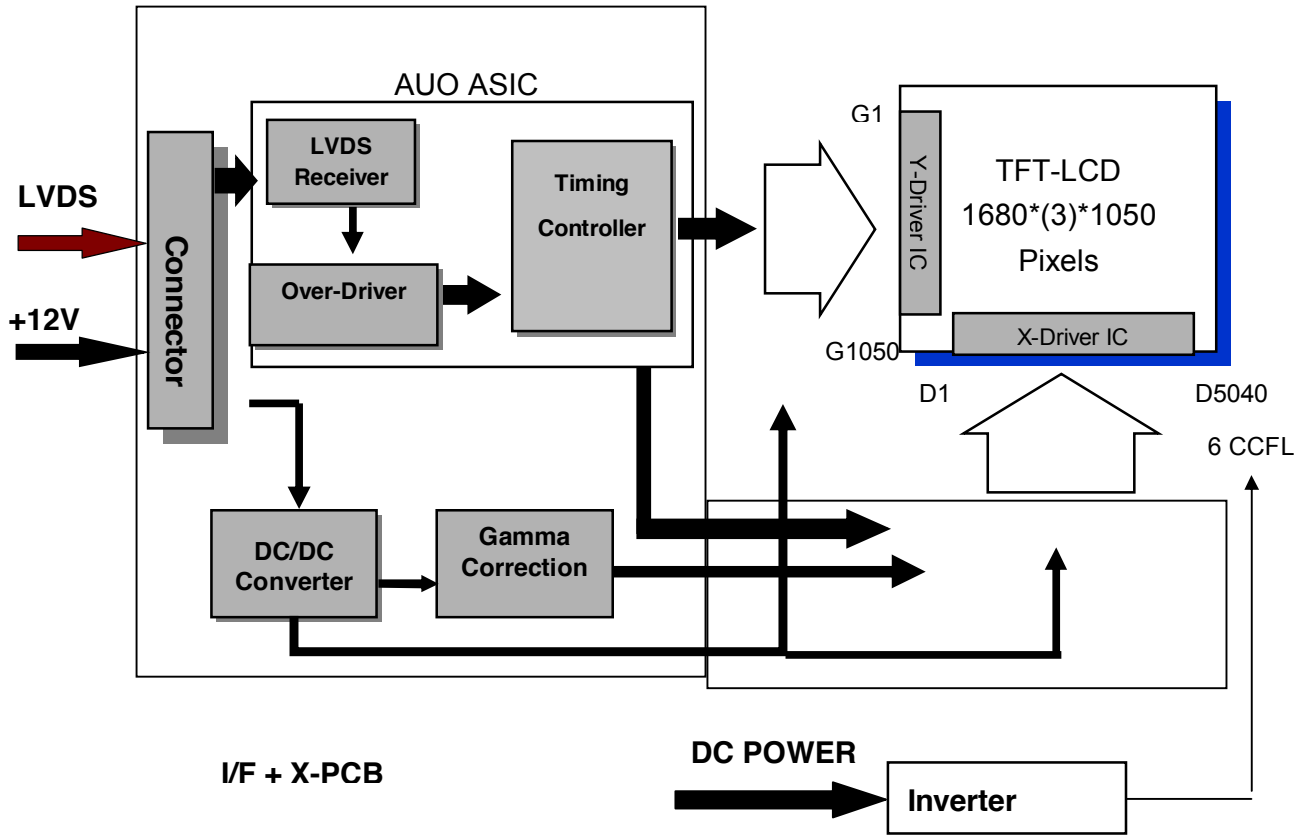 AUO ASIC
LVDS
Receiver
Timing
Controller
Over-Driver
Connector
LVDS
+12V
G1
Y-Driver IC
TFT-LCD
1680*(3)*1050
Pixels
X-Driver IC
G1050
D1
D5040
6 CCFL
DC/DC
Converter
Gamma
Correction
I/F + X-PCB
DC POWER
Inverter